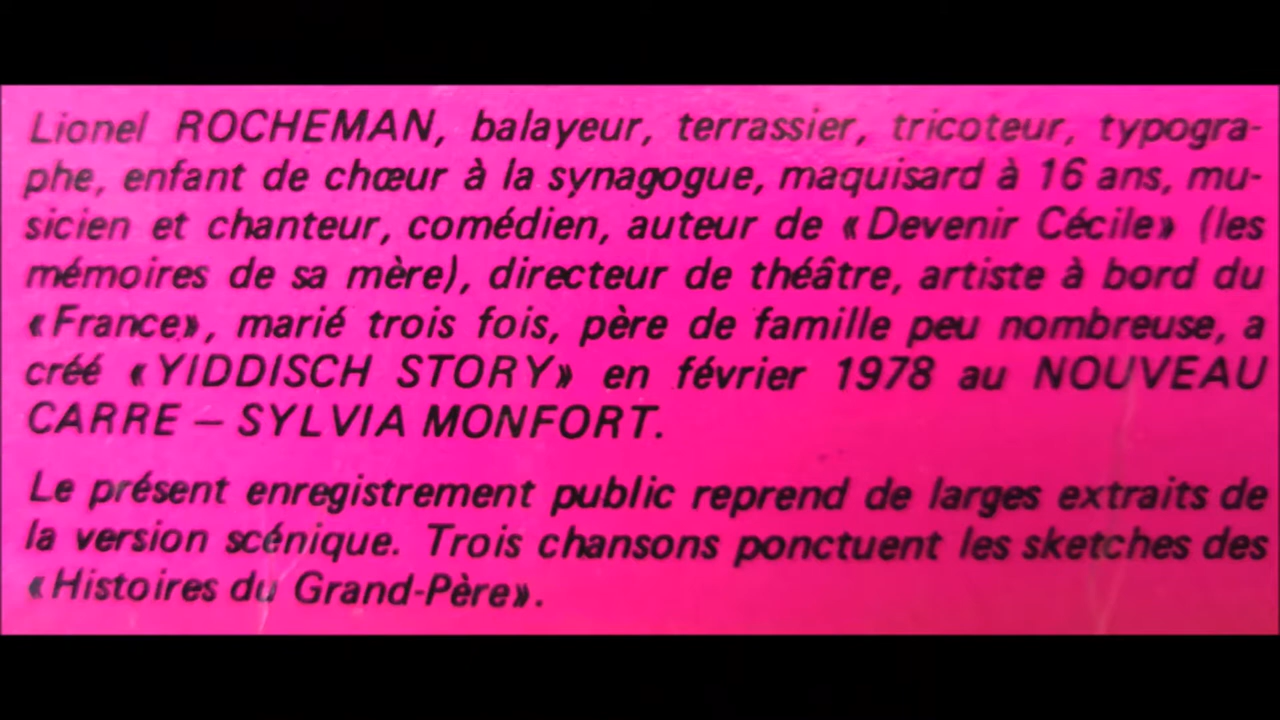 Lionel ROCHEMAN, balayeur, terrassier, tricoteur, typogra-
phe, enfant de chœur à la synagogue, maquisard à 16 ans, mu-
sicien et chanteur, comédien, auteur de «Devenir Cécile» (les
mémoires de sa mère), directeur de théâtre, artiste à bord du
«France», marié trois fois, père de famille peu nombreuse, a
créé «YIDDISCH STORY» en février 1978 au NOUVEAU
CARRE – SYLVIA MONFORT.
Le présent enregistrement public reprend de larges extraits de
la version scénique. Trois chansons ponctuent les sketches des
«Histoires du Grand-Père».